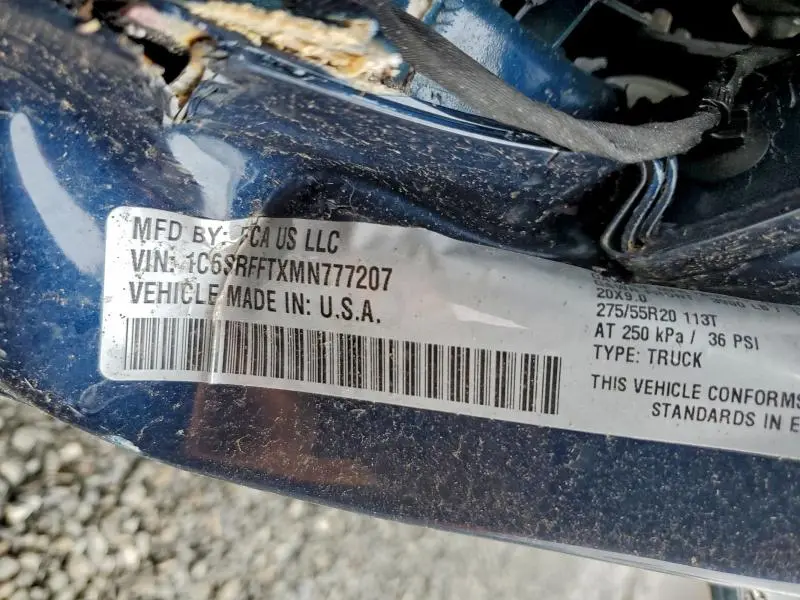 MFD BY: FCA US LLC
VIN: 1C6SRFFTXMN777207
VEHICLE MADE IN: U.S.A.
20X9.0
275/55R20 113T
AT 250 kPa / 36 PSI
TYPE: TRUCK
THIS VEHICLE CONFORMS
STANDARDS IN E